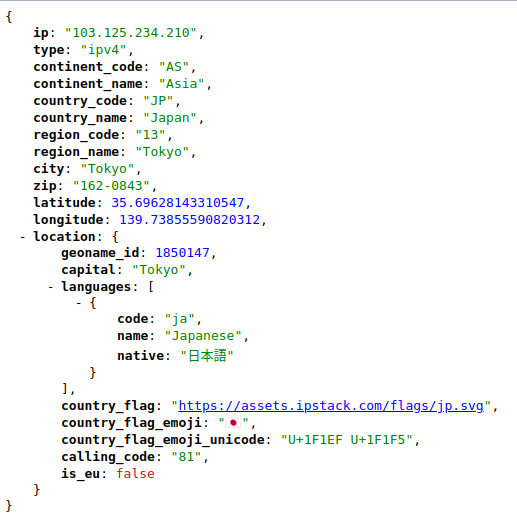 {
ip: "103.125.234.210",
type: "ipv4",
continent_code: "AS",
continent_name: "Asia",
country_code: "JP",
country_name: "Japan",
region_code: "13",
region_name: "Tokyo",
city: "Tokyo",
zip: "162-0843",
latitude: 35.69628143310547,
longitude: 139.73855590820312,
- location: {
geoname_id: 1850147,
capital: "Tokyo",
- languages: [
- {
code: "ja",
name: "Japanese",
native: "日本語"
}
],
country_flag: "https://assets.ipstack.com/flags/jp.svg",
country_flag_emoji: "🇯🇵",
country_flag_emoji_unicode: "U+1F1EF U+1F1F5",
calling_code: "81",
is_eu: false
}
}